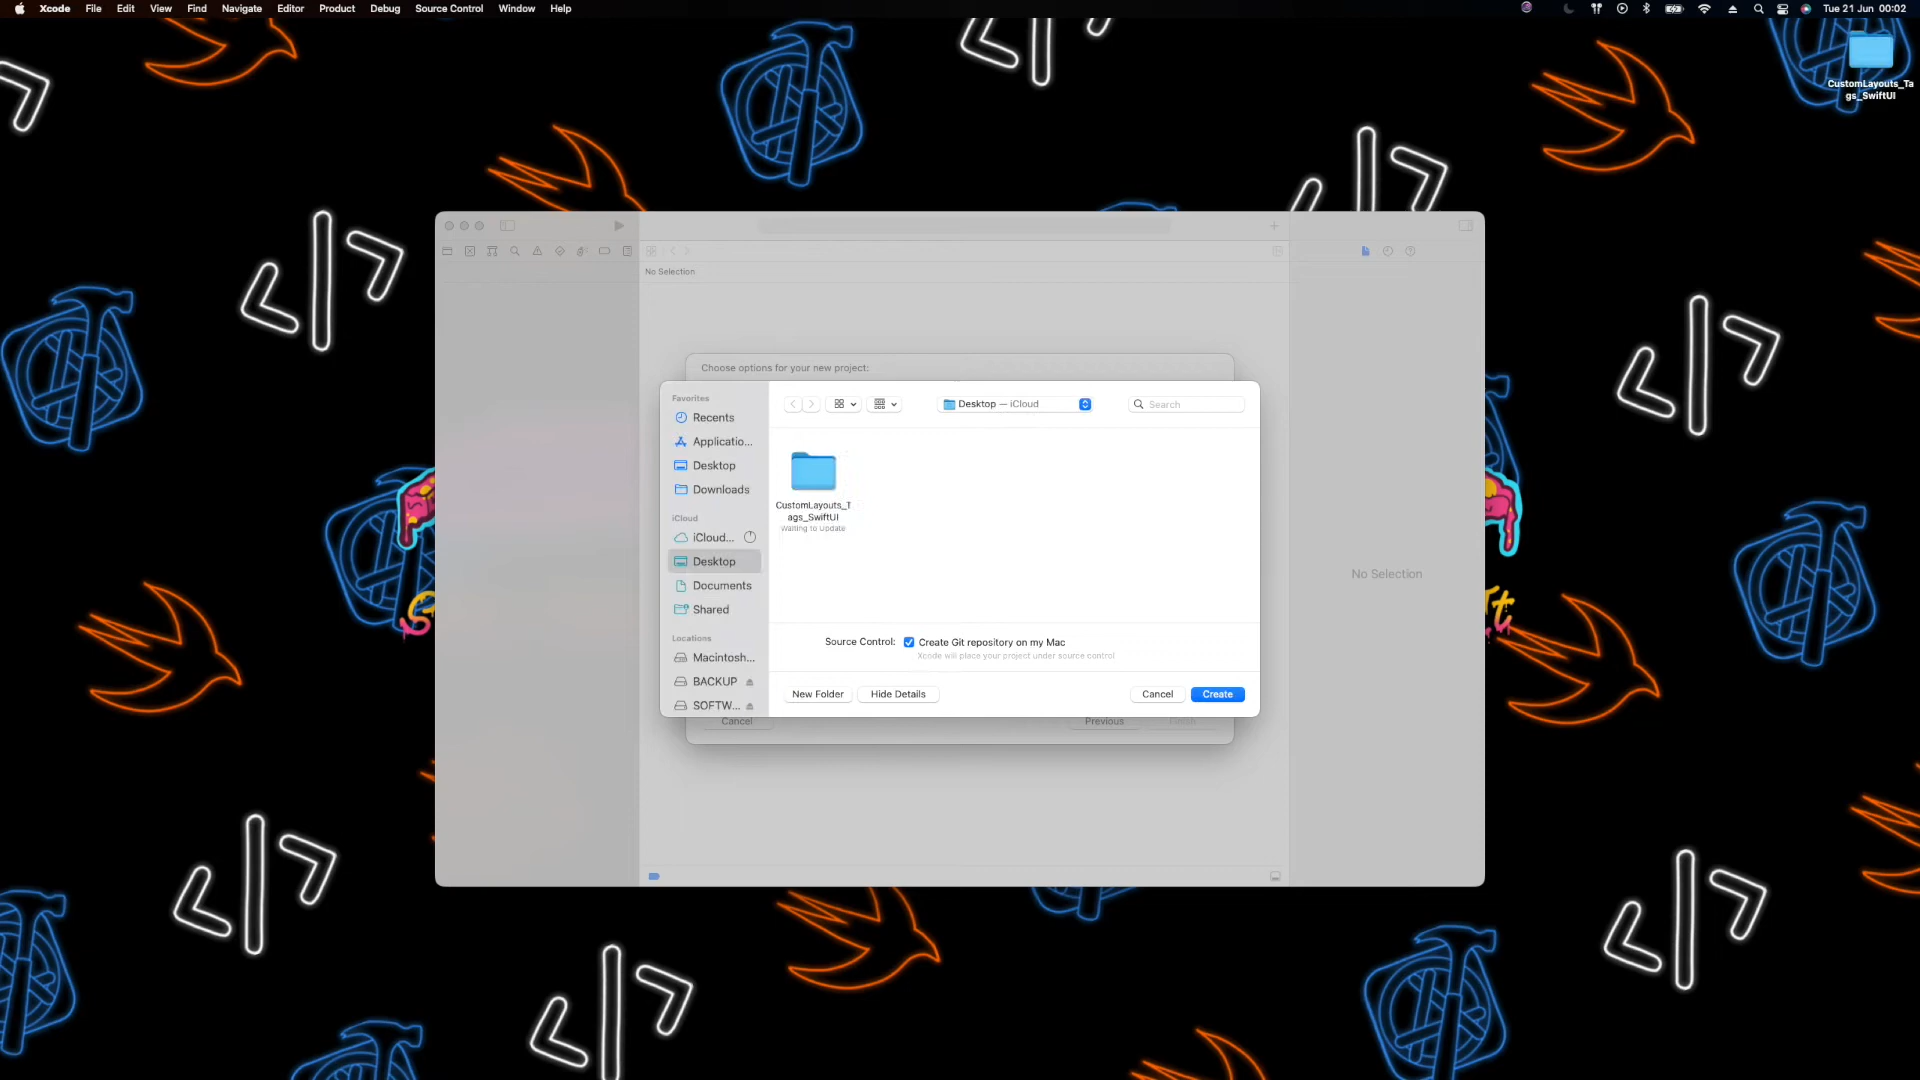 Xcode File Edit View Find Navigate Editor Product Debug Source Control Window Help
Tue 21 Jun 00:02
CustomLayouts_Ta
gs_SwiftUI
No Selection
Choose options for your new project:
Favorites
Recents
Applicatio...
Desktop
Downloads
iCloud
iCloud...
Desktop
Documents
Shared
Locations
Macintosh...
BACKUP
SOFTW...
Desktop — iCloud
Search
CustomLayouts_T
ags_SwiftUI
Waiting to Update
Source Control: Create Git repository on my Mac
Xcode will place your project under source control
New Folder Hide Details Cancel Create
Cancel Previous Finish
No Selection